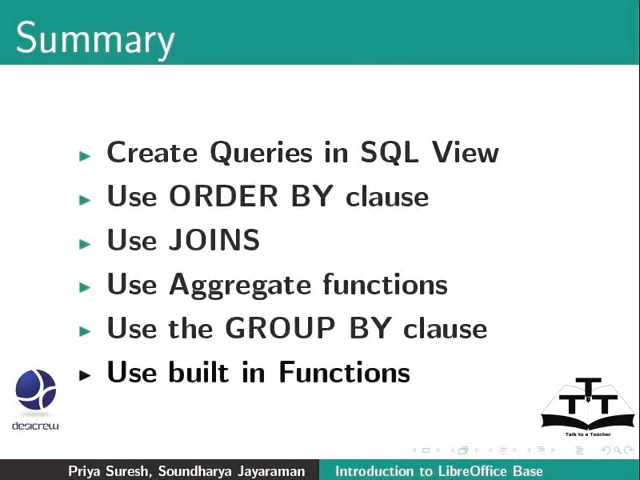 Summary
Create Queries in SQL View
Use ORDER BY clause
Use JOINS
Use Aggregate functions
Use the GROUP BY clause
Use built in Functions
desicrew
TTT
Talk to a Teacher
Priya Suresh, Soundharya Jayaraman Introduction to LibreOffice Base